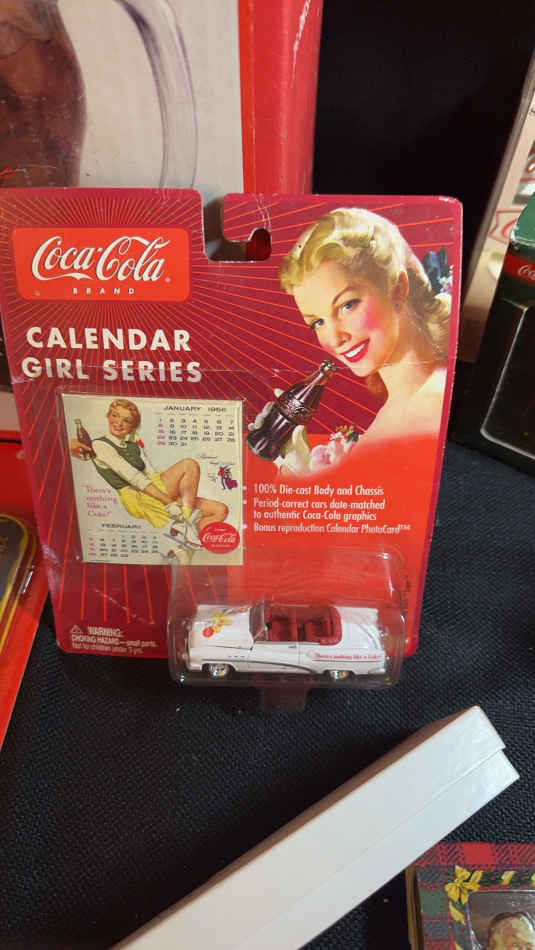 Coca-Cola
BRAND
CALENDAR
GIRL SERIES
JANUARY 1956
"There's
nothing
like a
Coke!"
FEBRUARY
Coca-Cola
100% Die-cast Body and Chassis
Period-correct cars date-matched
to authentic Coca-Cola graphics
Bonus reproduction Calendar PhotoCard™
WARNING:
CHOKING HAZARD—small parts.
Not for children under 3 yrs.
There's nothing like a Coke!